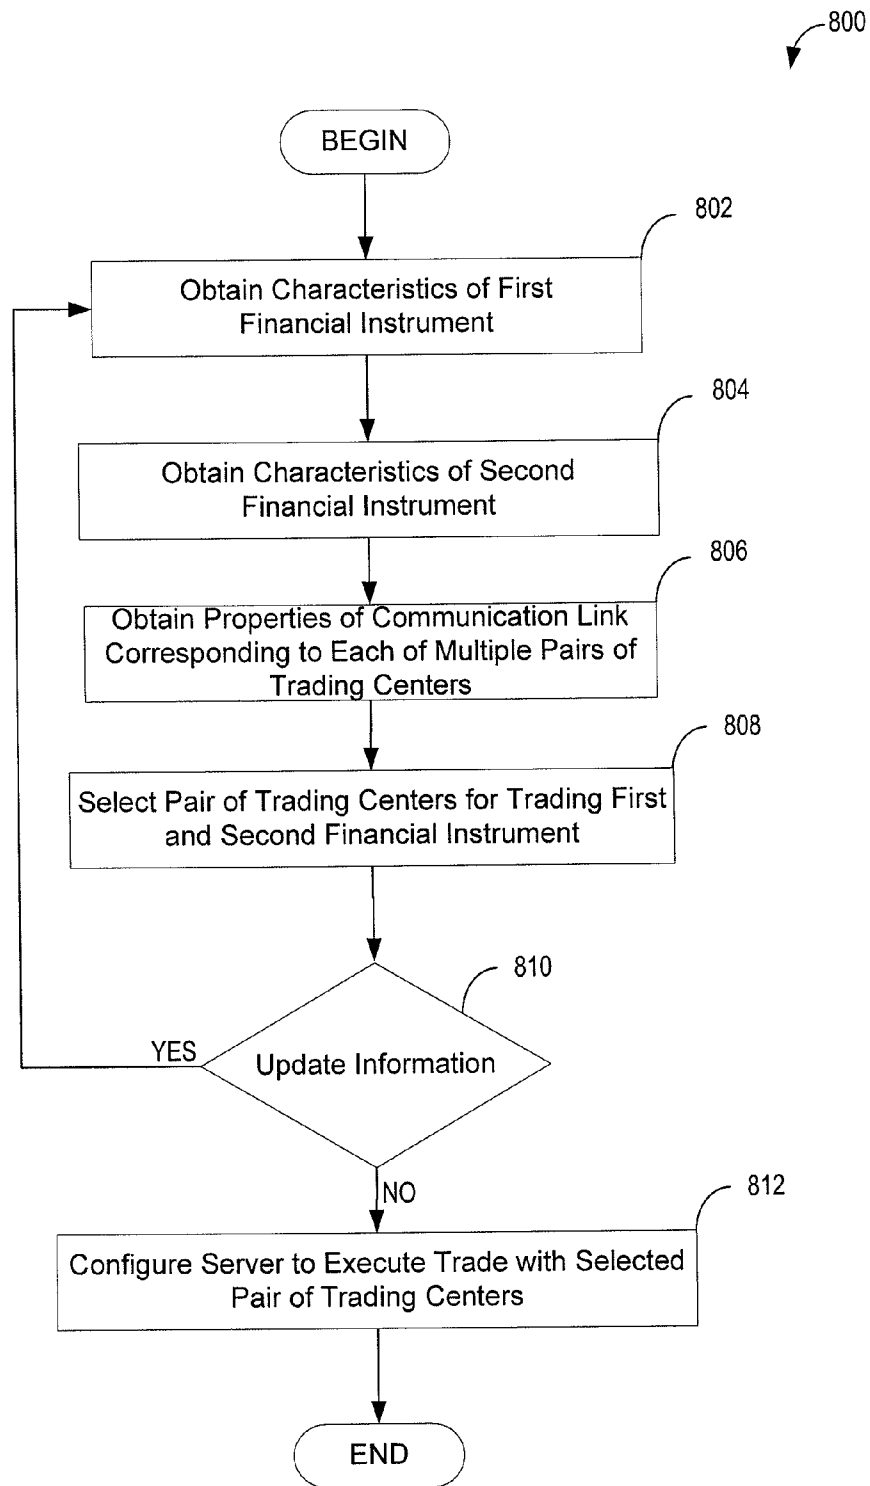 800
BEGIN
802
Obtain Characteristics of First
Financial Instrument
804
Obtain Characteristics of Second
Financial Instrument
806
Obtain Properties of Communication Link
Corresponding to Each of Multiple Pairs of
Trading Centers
808
Select Pair of Trading Centers for Trading First
and Second Financial Instrument
810
YES
Update Information
NO
812
Configure Server to Execute Trade with Selected
Pair of Trading Centers
END